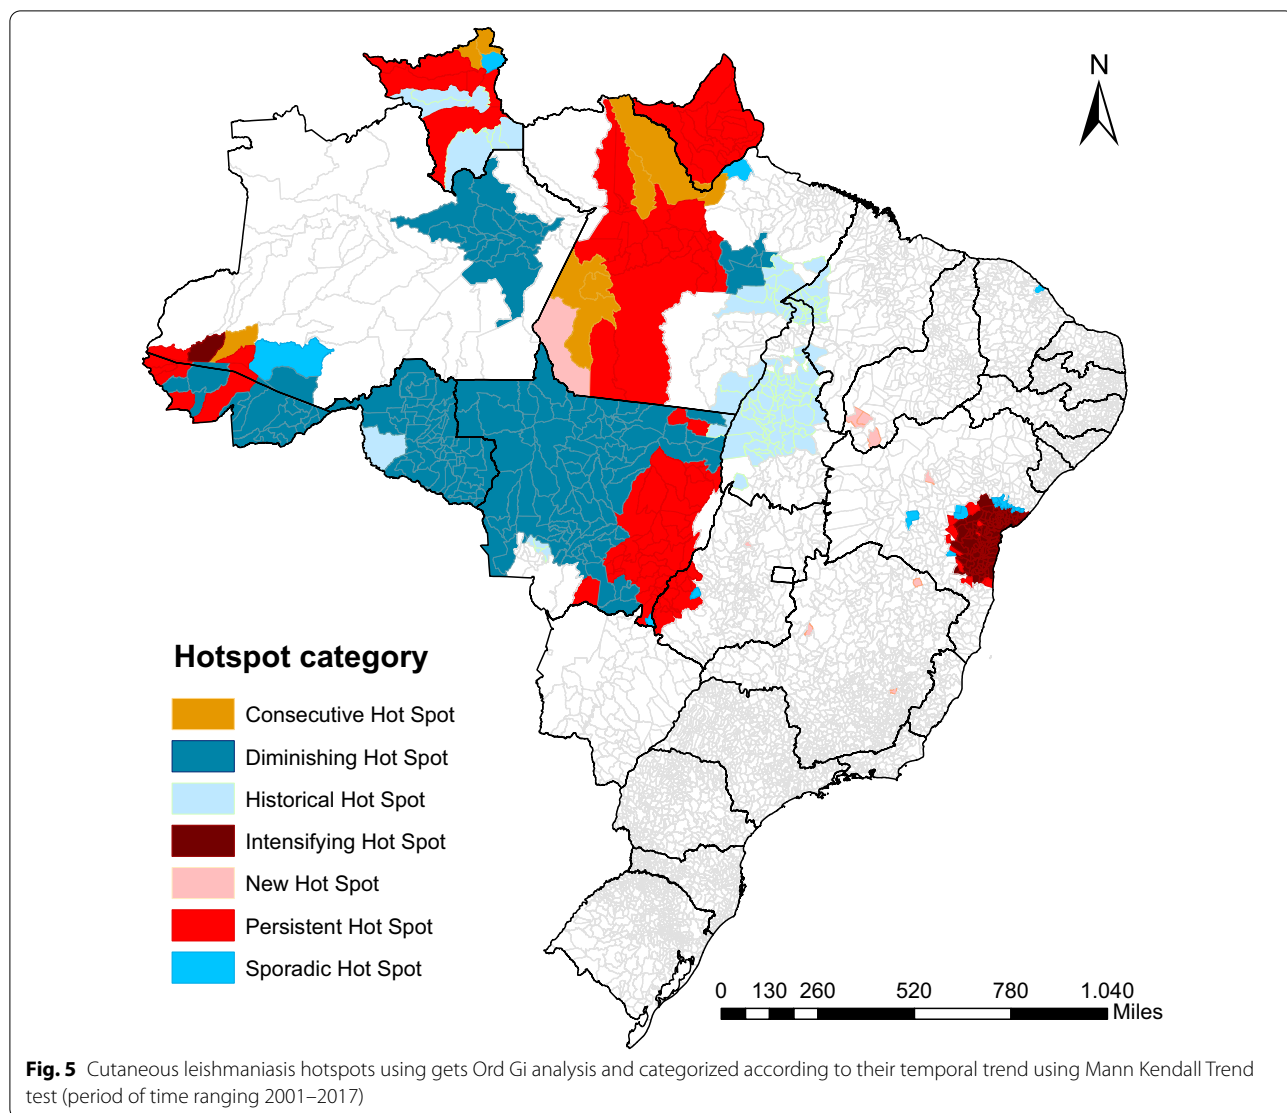 N
Hotspot category
Consecutive Hot Spot
Diminishing Hot Spot
Historical Hot Spot
Intensifying Hot Spot
New Hot Spot
Persistent Hot Spot
Sporadic Hot Spot
0 130 260 520 780 1.040
Miles
Fig. 5 Cutaneous leishmaniasis hotspots using gets Ord Gi analysis and categorized according to their temporal trend using Mann Kendall Trend
test (period of time ranging 2001–2017)